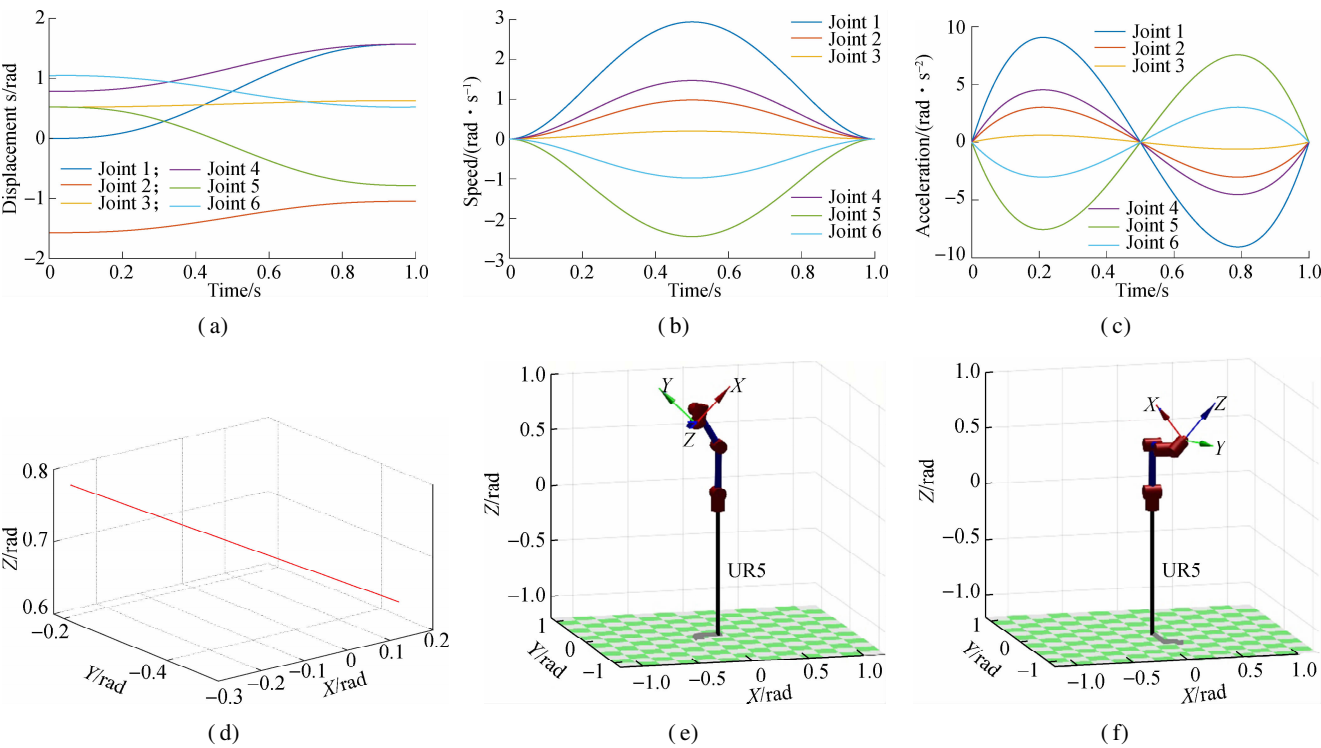 2
1
0
−1
−2
Displacement s/rad
Joint 1;
Joint 2;
Joint 3;
Joint 4
Joint 5
Joint 6
0
0.2
0.4
0.6
0.8
1.0
Time/s
(a)
3
2
1
0
−1
−2
−3
Speed/(rad · s⁻¹)
Joint 1
Joint 2
Joint 3
Joint 4
Joint 5
Joint 6
0
0.2
0.4
0.6
0.8
1.0
Time/s
(b)
10
5
0
−5
−10
Acceleration/(rad · s⁻²)
Joint 1
Joint 2
Joint 3
Joint 4
Joint 5
Joint 6
0
0.2
0.4
0.6
0.8
1.0
Time/s
(c)
0.8
0.7
0.6
Z/rad
−0.2
−0.4
Y/rad
−0.3
−0.2
−0.1
0
0.1
0.2
X/rad
(d)
1.0
0.5
0
−0.5
−1.0
Z/rad
Y
X
Z
UR5
1
0
−1
Y/rad
−1.0
−0.5
0
0.5
1.0
X/rad
(e)
1.0
0.5
0
−0.5
−1.0
Z/rad
X
Z
Y
UR5
1
0
−1
Y/rad
−1.0
−0.5
0
0.5
1.0
X/rad
(f)